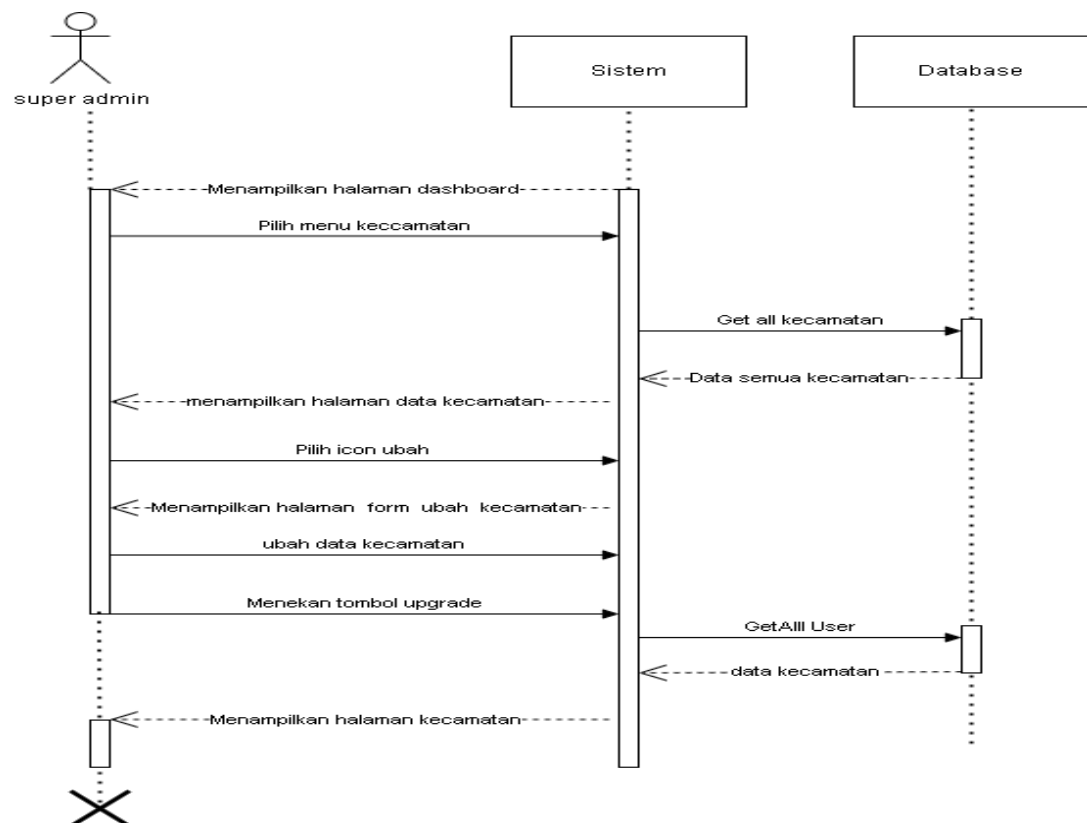 super admin
Sistem
Database
Menampilkan halaman dashboard
Pilih menu keccamatan
Get all kecamatan
Data semua kecamatan
menampilkan halaman data kecamatan
Pilih icon ubah
Menampilkan halaman form ubah kecamatan
ubah data kecamatan
Menekan tombol upgrade
GetAlll User
data kecamatan
Menampilkan halaman kecamatan